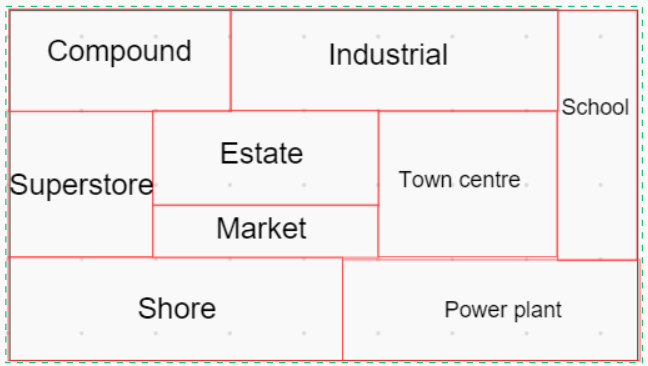 Compound
Industrial
School
Superstore
Estate
Town centre
Market
Shore
Power plant